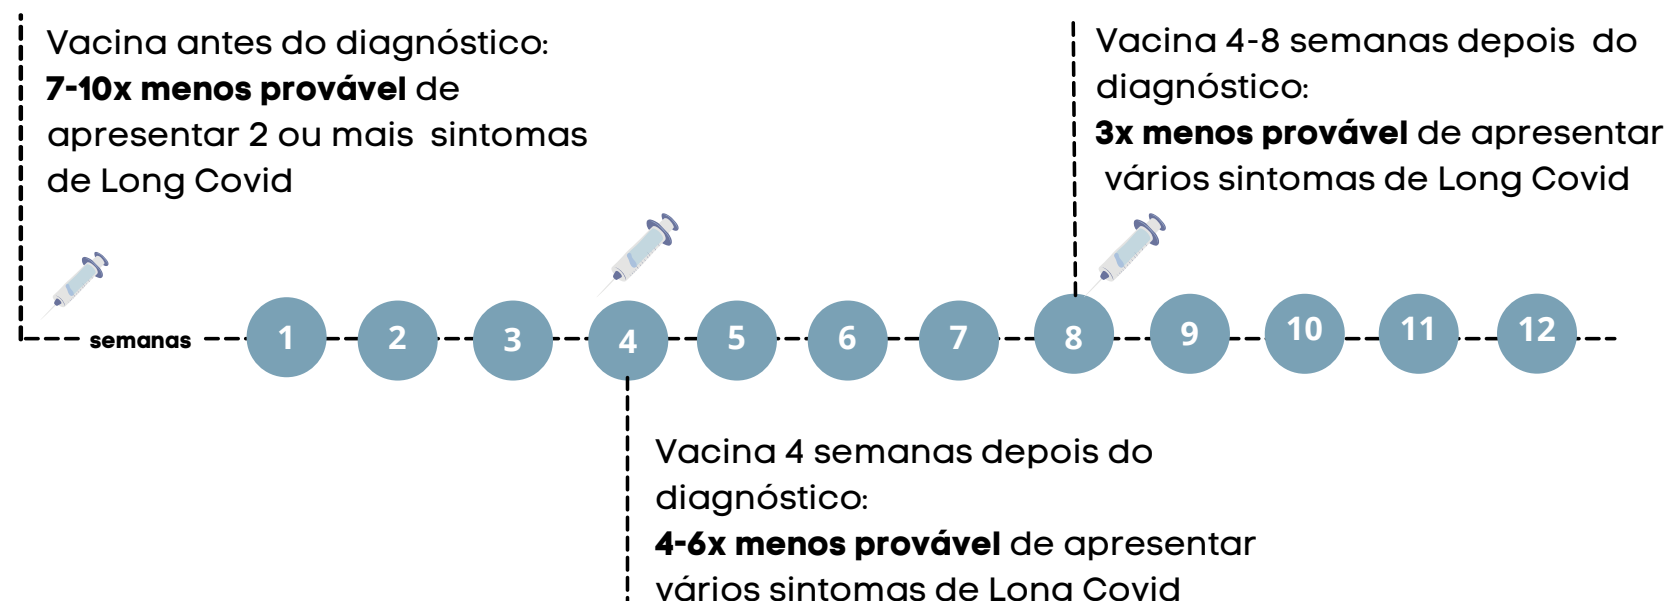 Vacina antes do diagnóstico:
7-10x menos provável de
apresentar 2 ou mais sintomas
de Long Covid
Vacina 4-8 semanas depois do
diagnóstico:
3x menos provável de apresentar
vários sintomas de Long Covid
semanas 1 2 3 4 5 6 7 8 9 10 11 12
Vacina 4 semanas depois do
diagnóstico:
4-6x menos provável de apresentar
vários sintomas de Long Covid